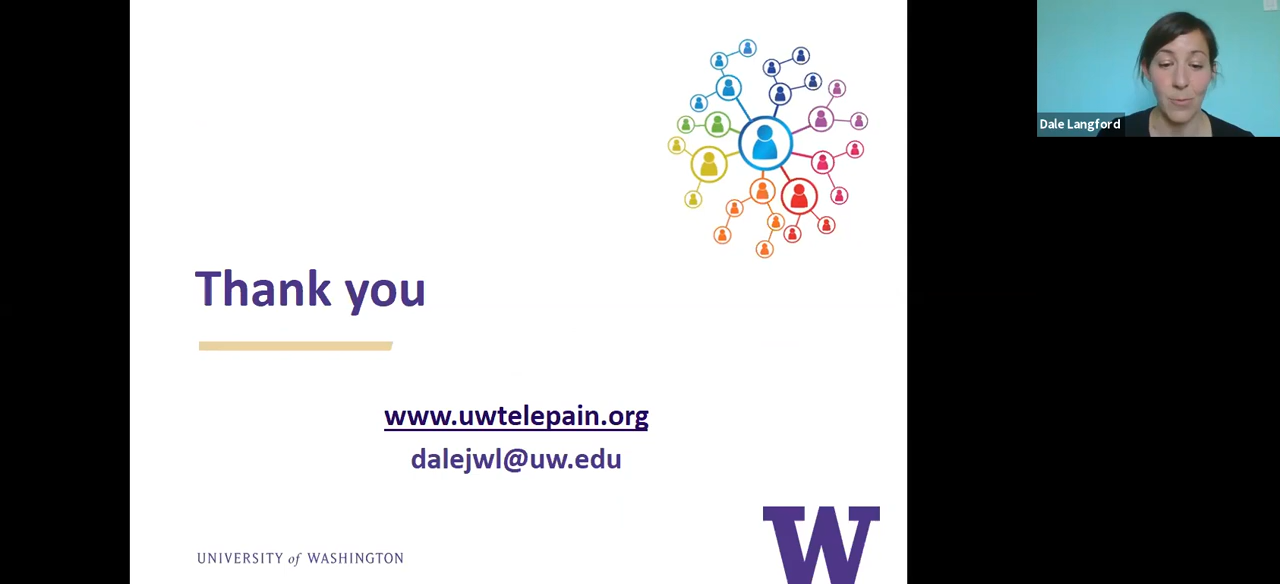 Dale Langford
Thank you
www.uwtelepain.org
dalejwl@uw.edu
UNIVERSITY of WASHINGTON
W